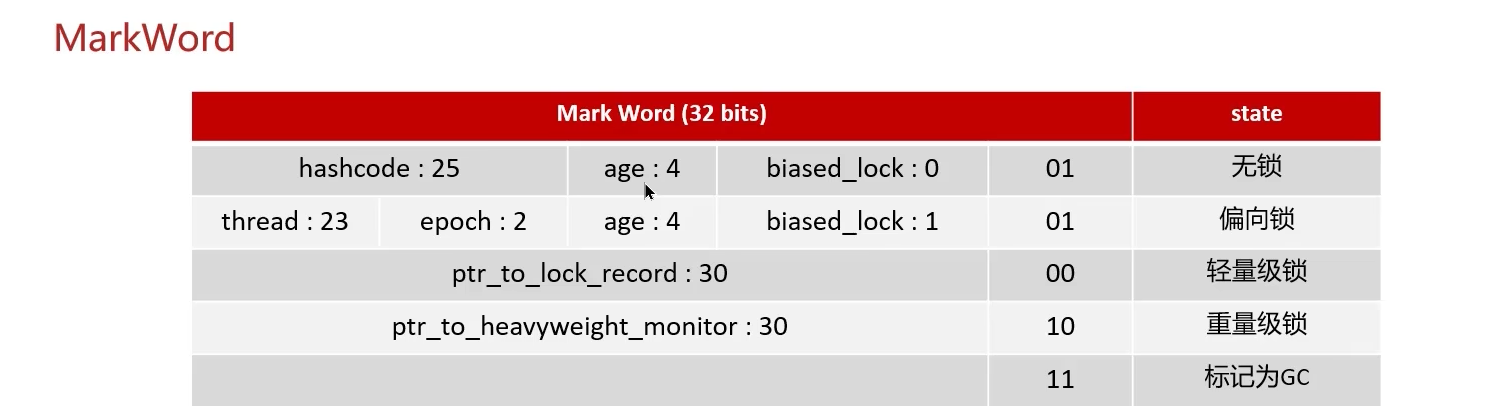 MarkWord
Mark Word (32 bits) state
hashcode : 25 age : 4 biased_lock : 0 01 无锁
thread : 23 epoch : 2 age : 4 biased_lock : 1 01 偏向锁
ptr_to_lock_record : 30 00 轻量级锁
ptr_to_heavyweight_monitor : 30 10 重量级锁
11 标记为GC